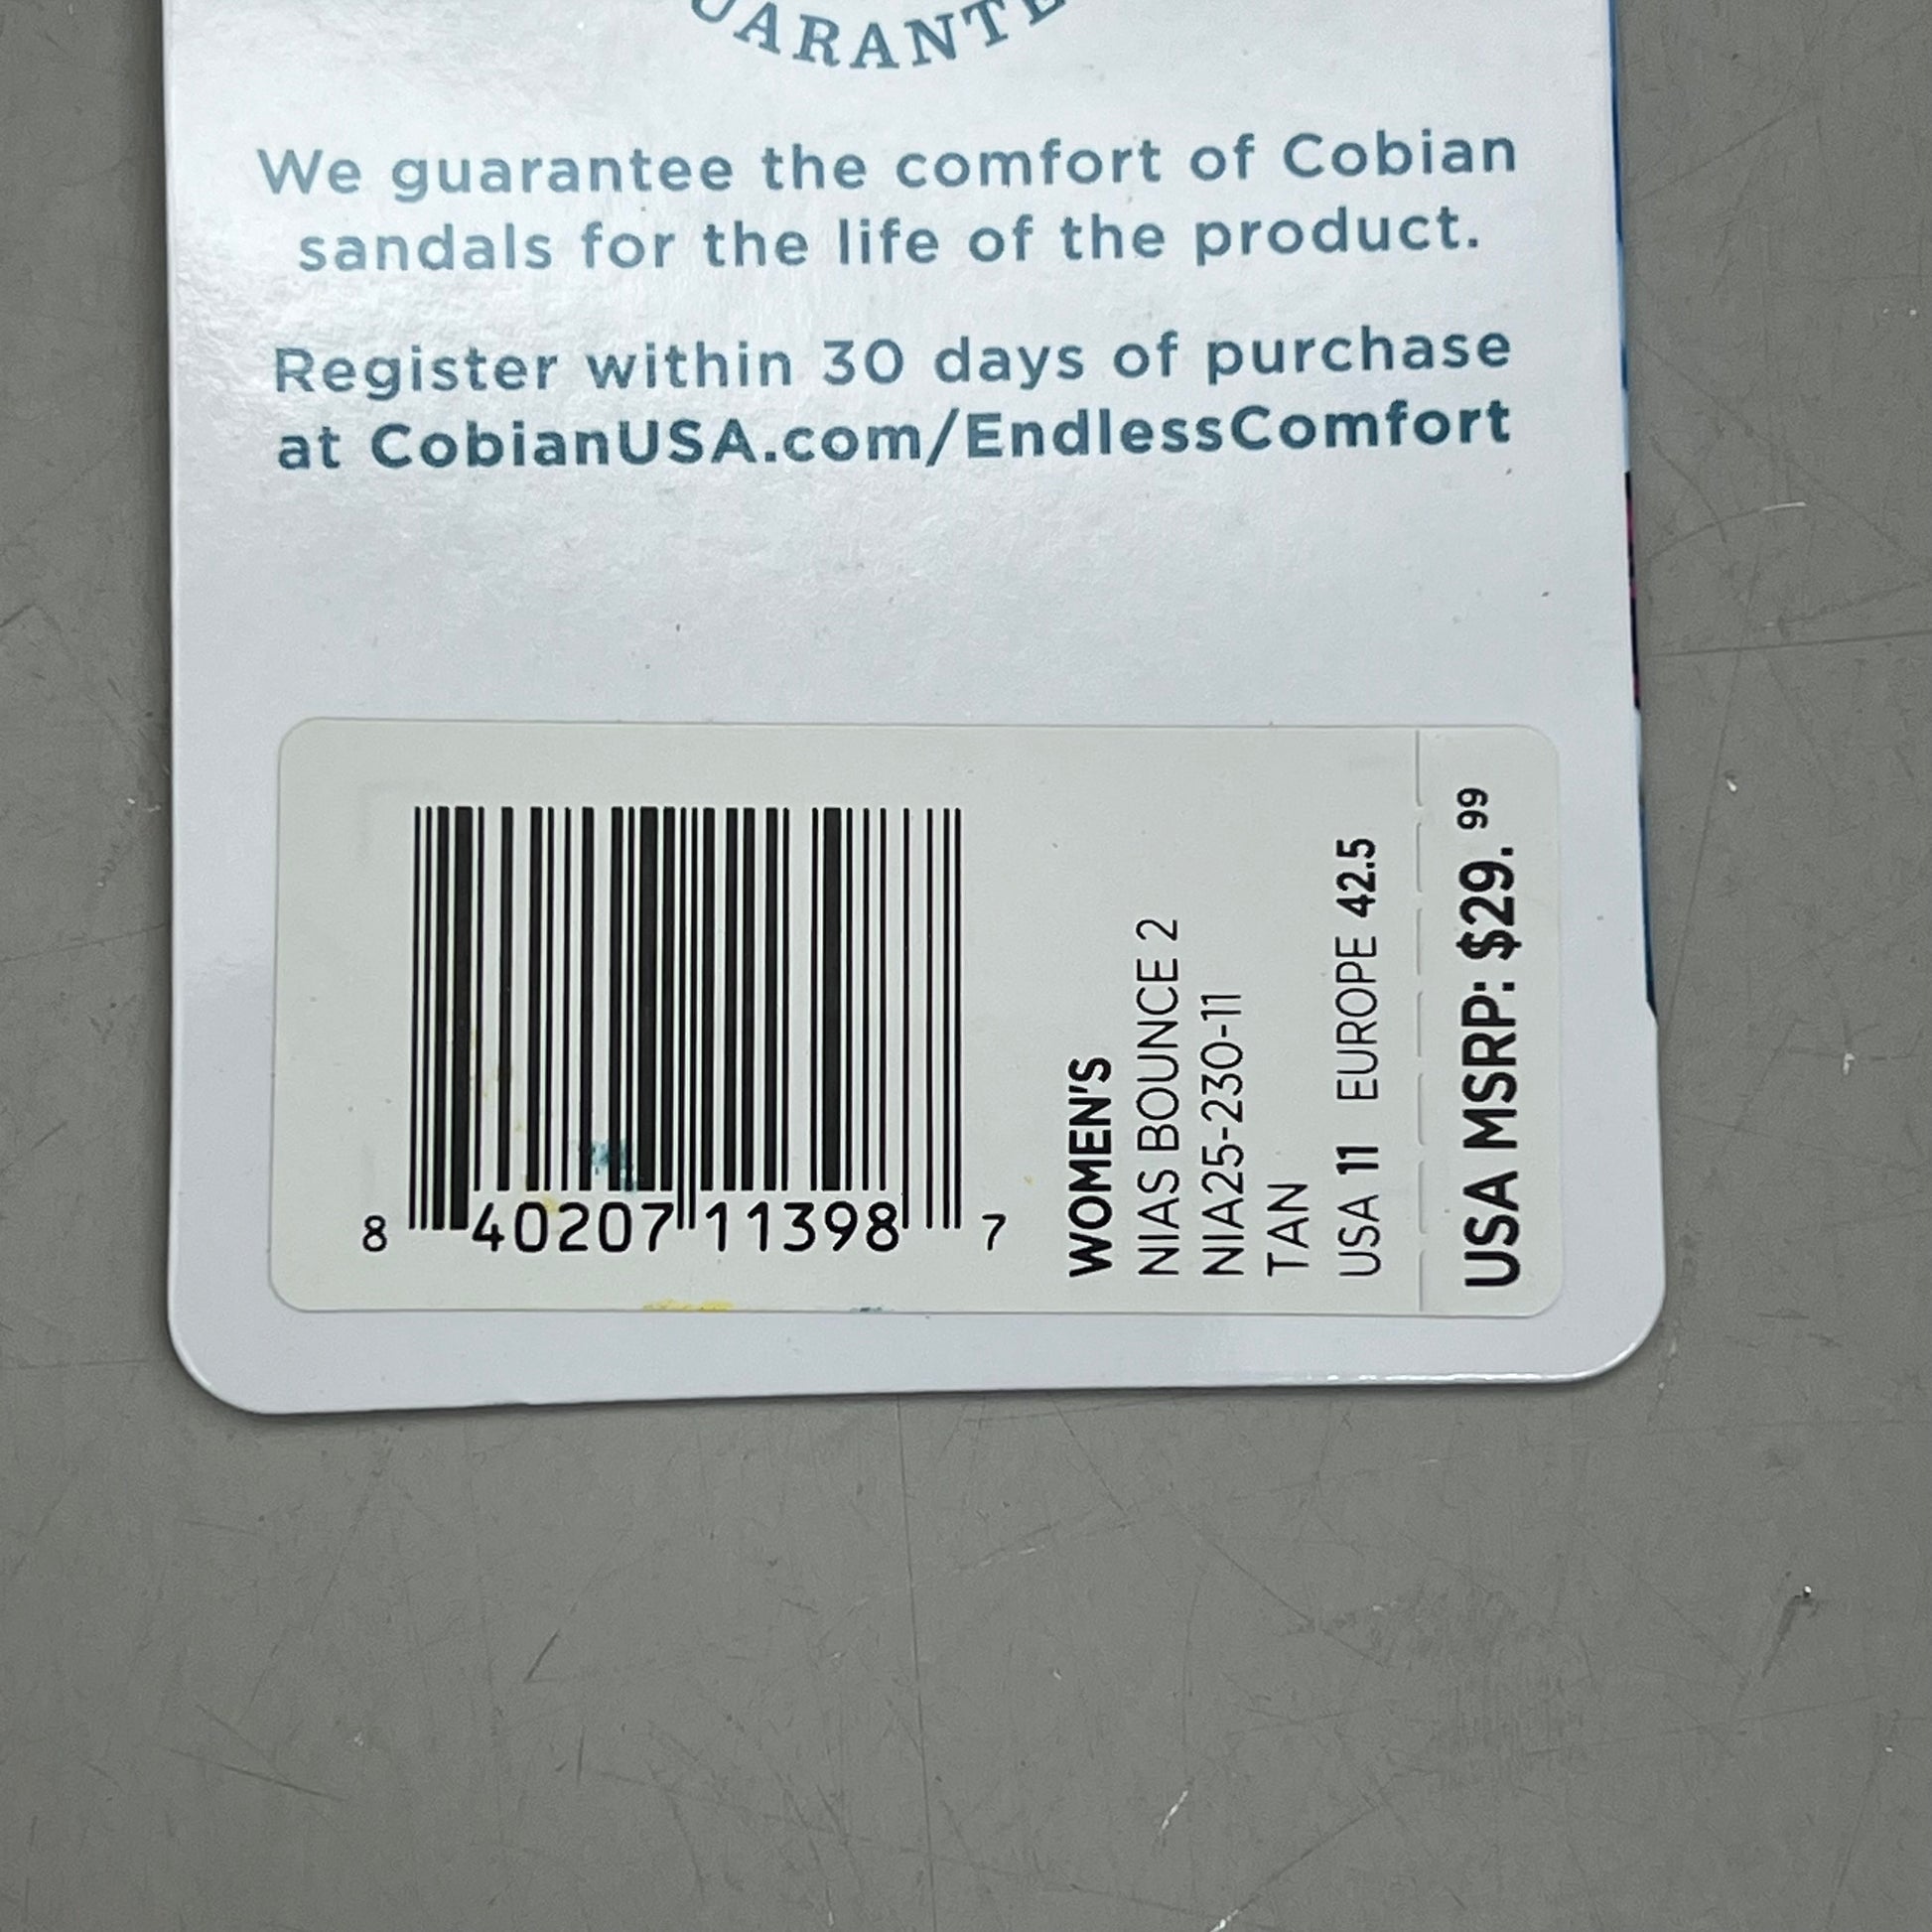 We guarantee the comfort of Cobian
sandals for the life of the product.
Register within 30 days of purchase
at CobianUSA.com/EndlessComfort
8 40207 11398 7
WOMEN'S
NIAS BOUNCE 2
NIA25-230-11
TAN
USA 11 EUROPE 42.5
USA MSRP: $29.99